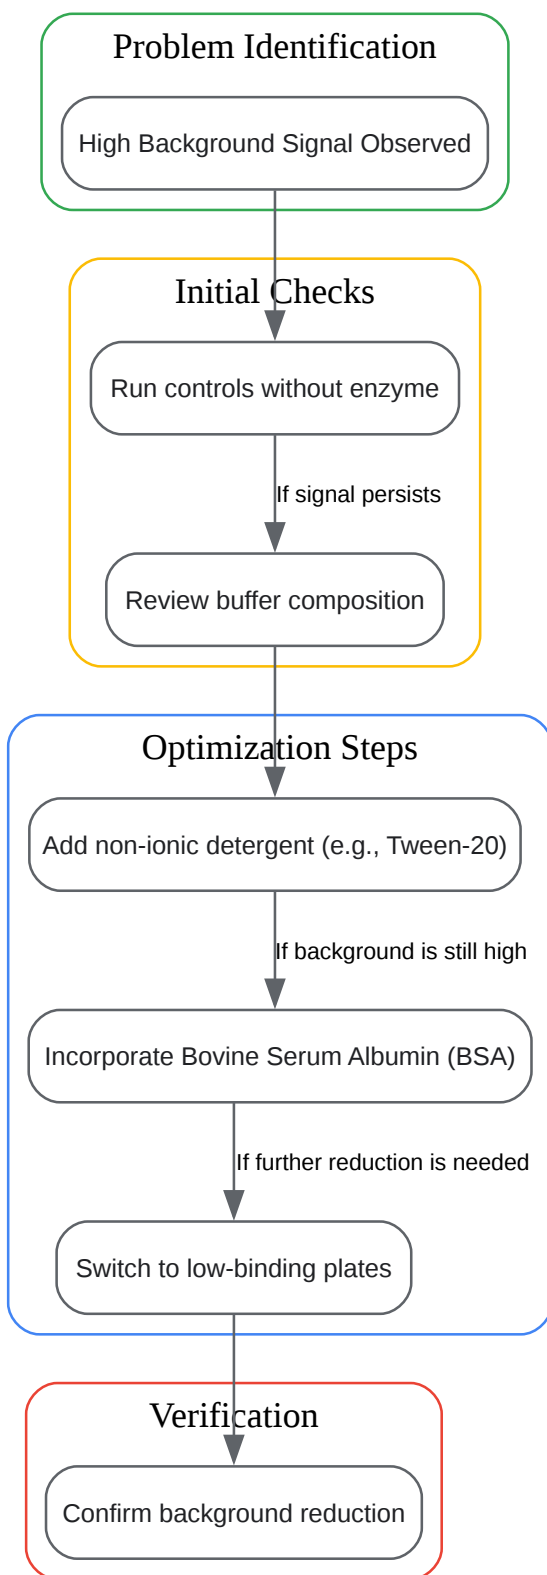 Problem Identification
High Background Signal Observed
Initial Checks
Run controls without enzyme
If signal persists
Review buffer composition
Optimization Steps
Add non-ionic detergent (e.g., Tween-20)
If background is still high
Incorporate Bovine Serum Albumin (BSA)
If further reduction is needed
Switch to low-binding plates
Verification
Confirm background reduction